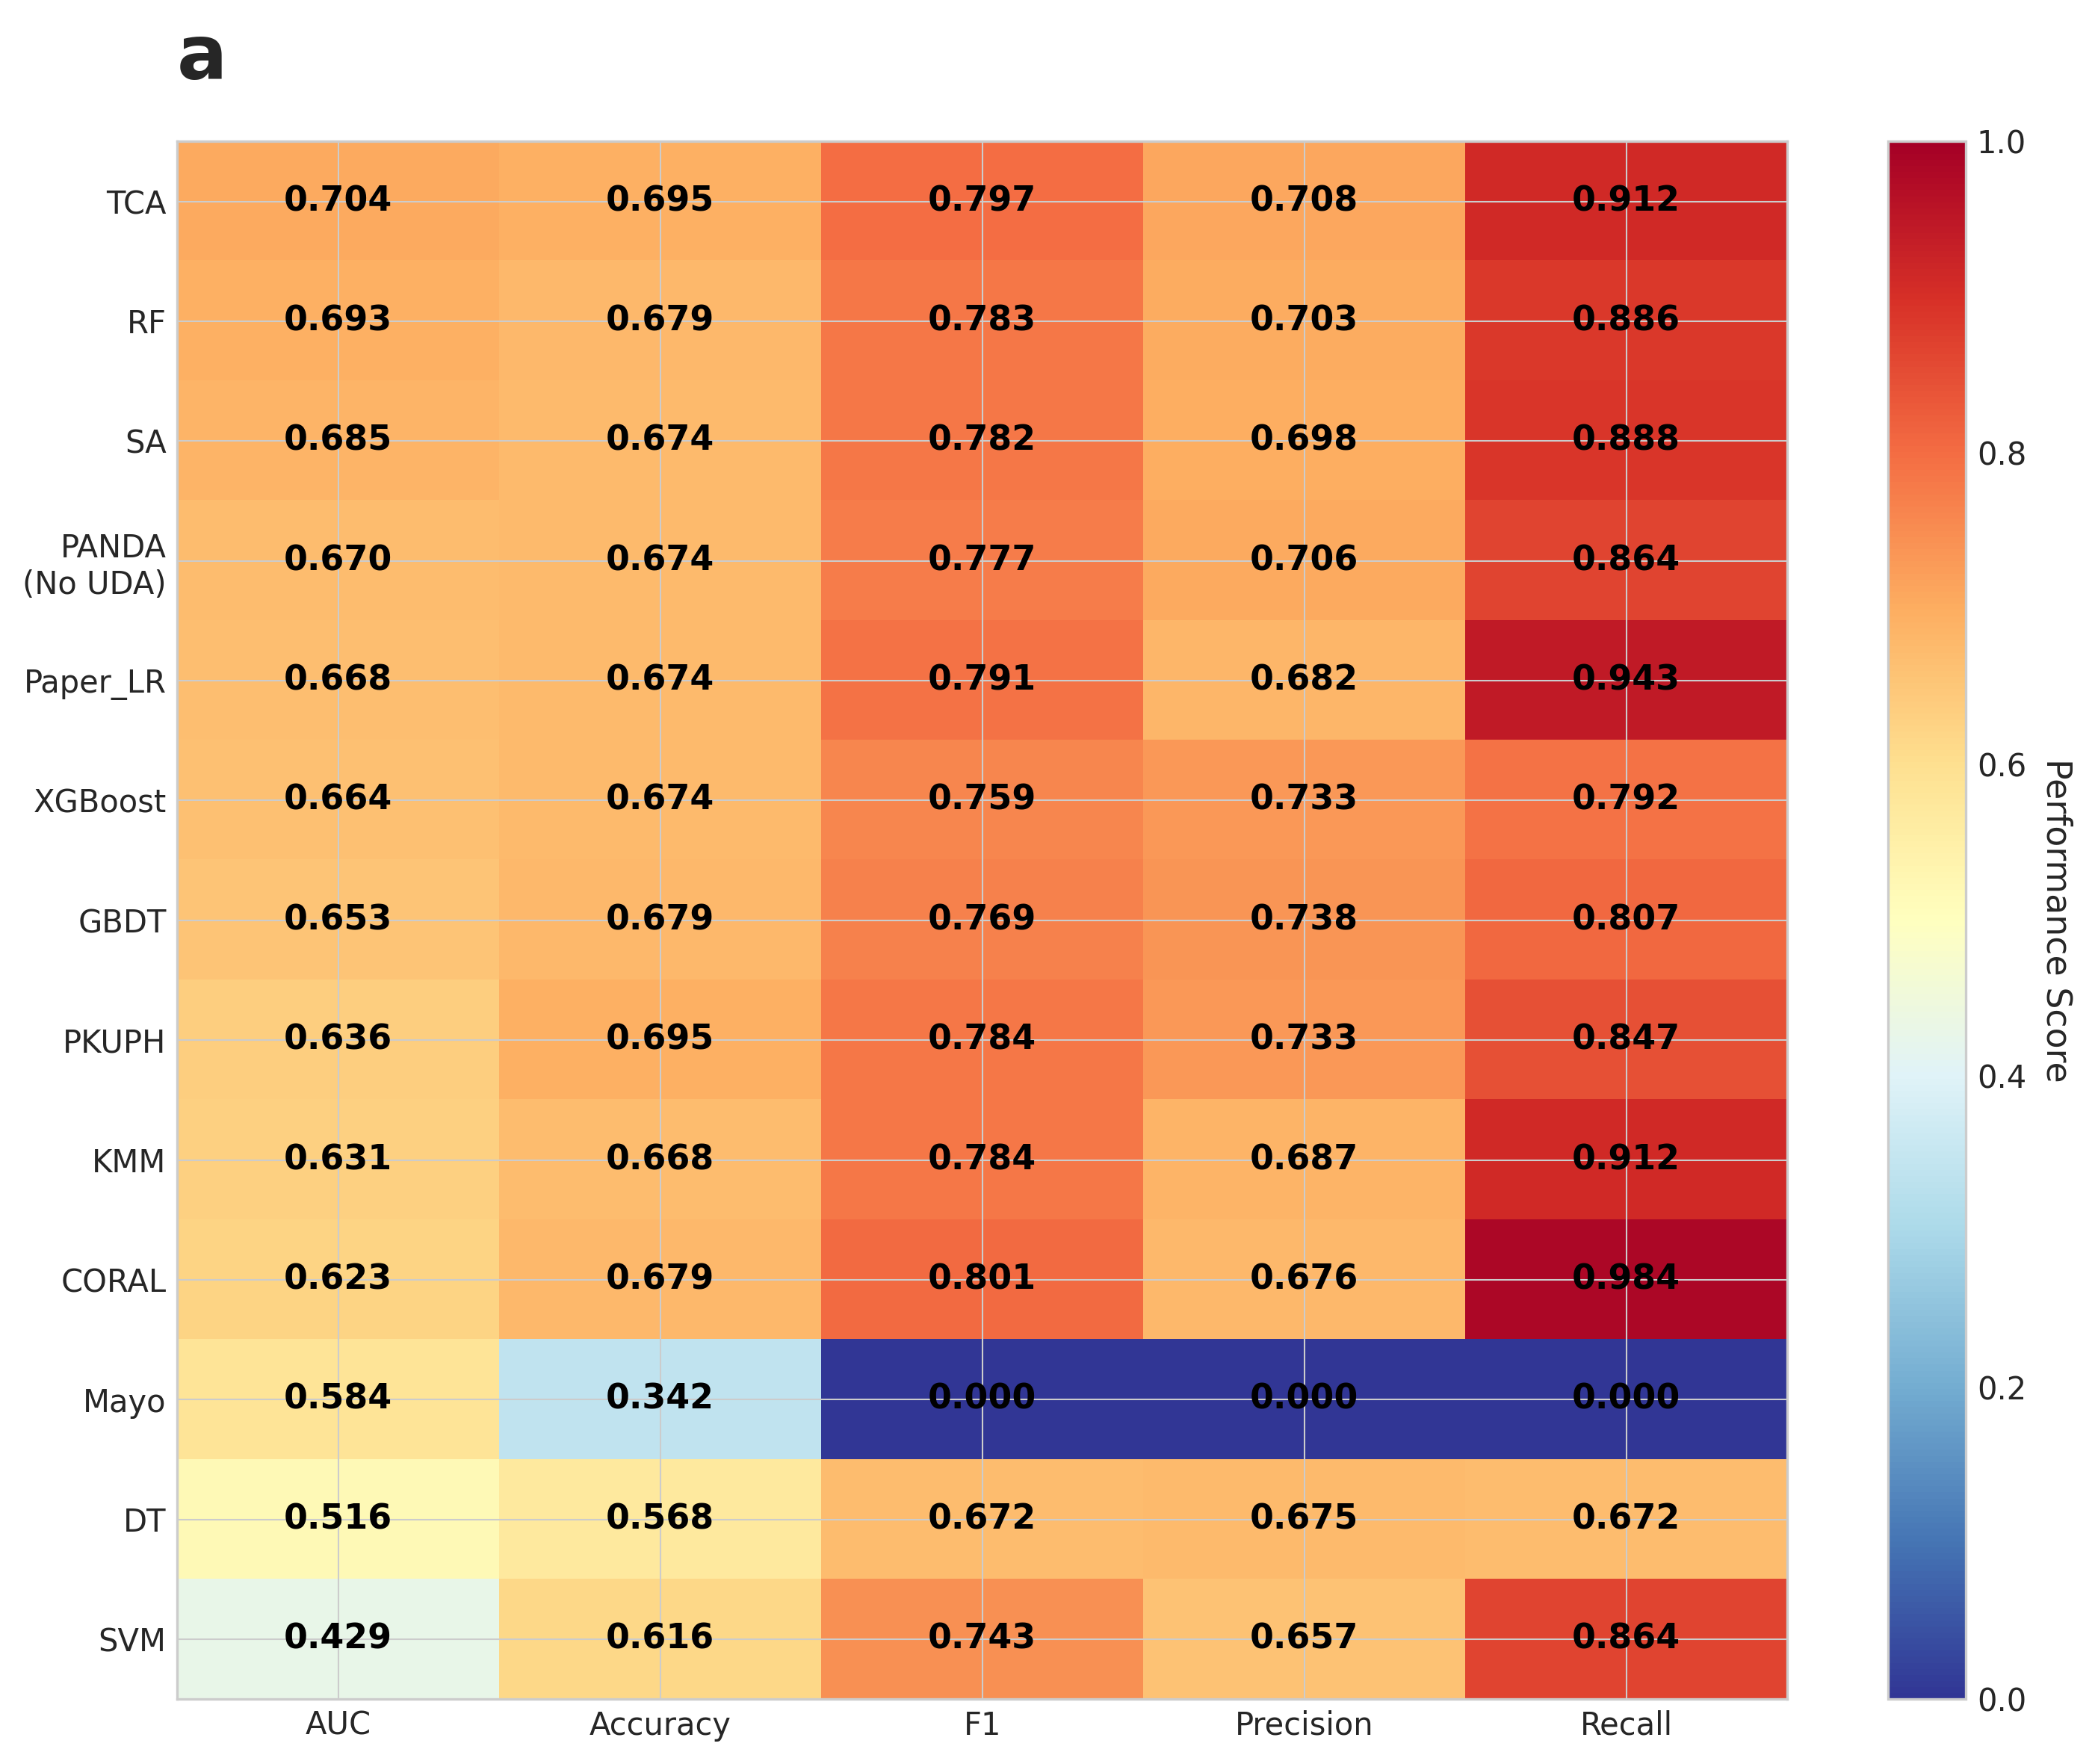 a
TCA 0.704 0.695 0.797 0.708 0.912
RF 0.693 0.679 0.783 0.703 0.886
SA 0.685 0.674 0.782 0.698 0.888
PANDA
(No UDA) 0.670 0.674 0.777 0.706 0.864
Paper_LR 0.668 0.674 0.791 0.682 0.943
XGBoost 0.664 0.674 0.759 0.733 0.792
GBDT 0.653 0.679 0.769 0.738 0.807
PKUPH 0.636 0.695 0.784 0.733 0.847
KMM 0.631 0.668 0.784 0.687 0.912
CORAL 0.623 0.679 0.801 0.676 0.984
Mayo 0.584 0.342 0.000 0.000 0.000
DT 0.516 0.568 0.672 0.675 0.672
SVM 0.429 0.616 0.743 0.657 0.864
AUC Accuracy F1 Precision Recall
1.0
0.8
0.6
0.4
0.2
0.0
Performance Score